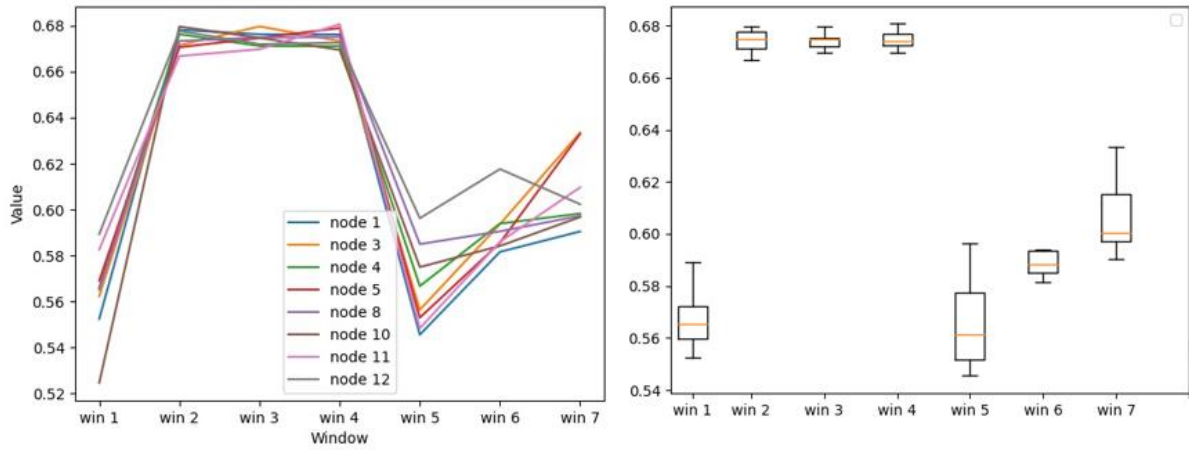 Value
0.68
0.66
0.64
0.62
0.60
0.58
0.56
0.54
0.52
node 1
node 3
node 4
node 5
node 8
node 10
node 11
node 12
win 1 win 2 win 3 win 4 win 5 win 6 win 7
Window
0.68
0.66
0.64
0.62
0.60
0.58
0.56
0.54
win 1 win 2 win 3 win 4 win 5 win 6 win 7